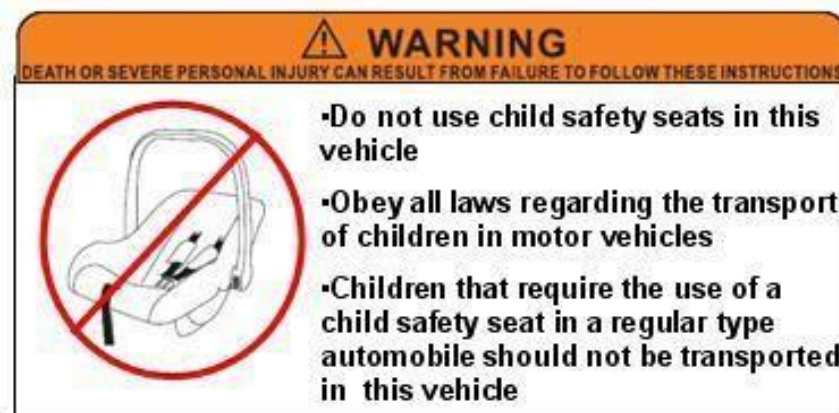 WARNING
DEATH OR SEVERE PERSONAL INJURY CAN RESULT FROM FAILURE TO FOLLOW THESE INSTRUCTIONS
▪Do not use child safety seats in this
vehicle
▪Obey all laws regarding the transport
of children in motor vehicles
▪Children that require the use of a
child safety seat in a regular type
automobile should not be transported
in this vehicle